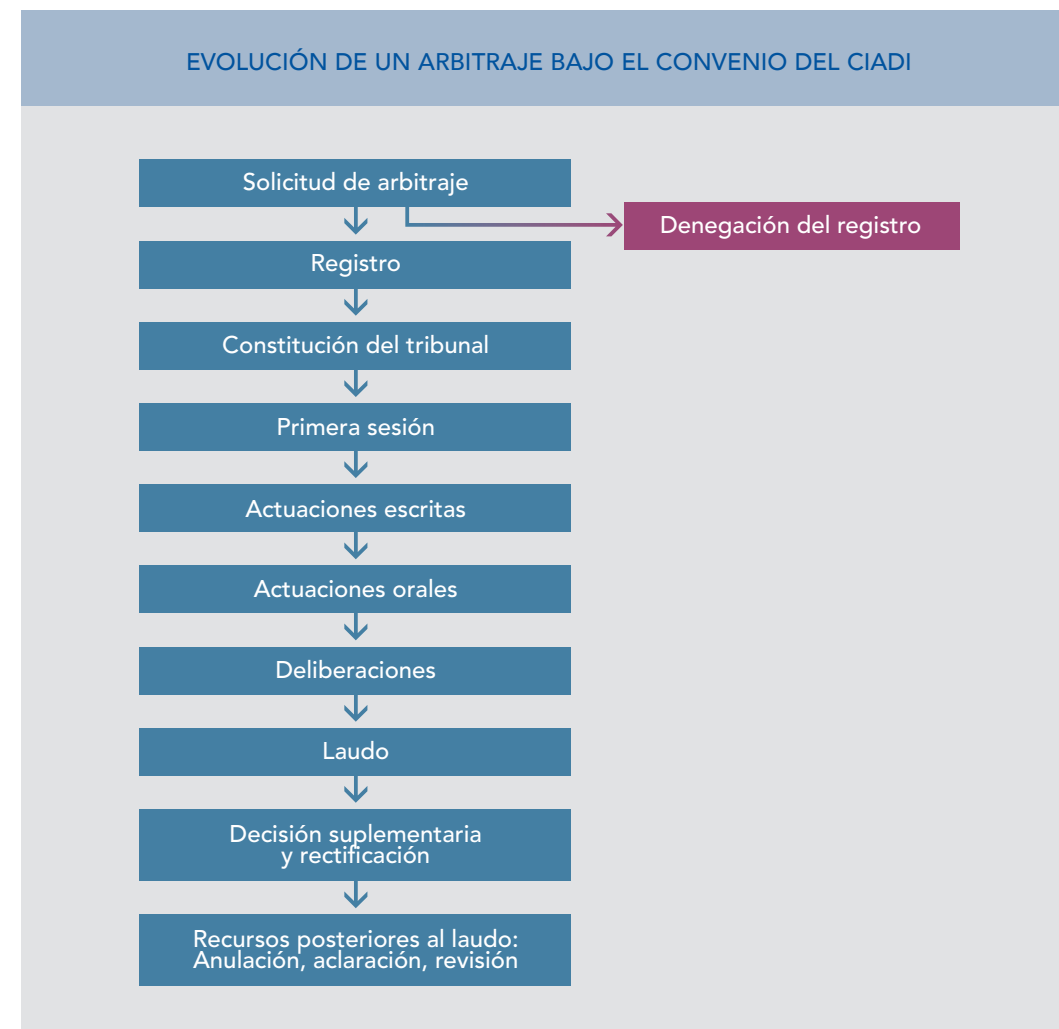 EVOLUCIÓN DE UN ARBITRAJE BAJO EL CONVENIO DEL CIADI
Solicitud de arbitraje
Denegación del registro
Registro
Constitución del tribunal
Primera sesión
Actuaciones escritas
Actuaciones orales
Deliberaciones
Laudo
Decisión suplementaria
y rectificación
Recursos posteriores al laudo:
Anulación, aclaración, revisión